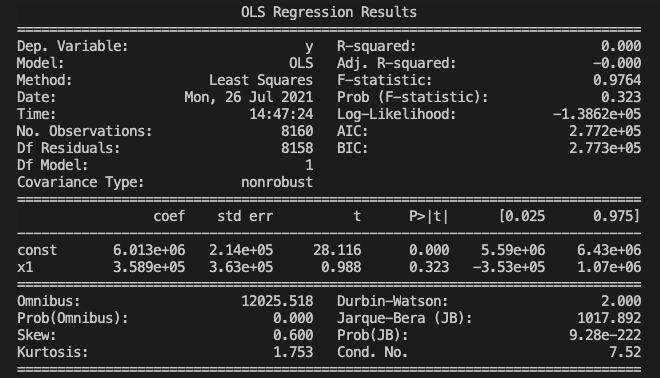 OLS Regression Results
==============================================================================
Dep. Variable:                      y   R-squared:                       0.000
Model:                            OLS   Adj. R-squared:                 -0.000
Method:                 Least Squares   F-statistic:                    0.9764
Date:                Mon, 26 Jul 2021   Prob (F-statistic):              0.323
Time:                        14:47:24   Log-Likelihood:            -1.3862e+05
No. Observations:                8160   AIC:                         2.772e+05
Df Residuals:                    8158   BIC:                         2.773e+05
Df Model:                           1
Covariance Type:            nonrobust
==============================================================================
                 coef    std err          t      P>|t|      [0.025      0.975]
------------------------------------------------------------------------------
const       6.013e+06   2.14e+05     28.116      0.000    5.59e+06    6.43e+06
x1          3.589e+05   3.63e+05      0.988      0.323   -3.53e+05    1.07e+06
==============================================================================
Omnibus:                    12025.518   Durbin-Watson:                   2.000
Prob(Omnibus):                  0.000   Jarque-Bera (JB):             1017.892
Skew:                           0.600   Prob(JB):                    9.28e-222
Kurtosis:                       1.753   Cond. No.                         7.52
==============================================================================